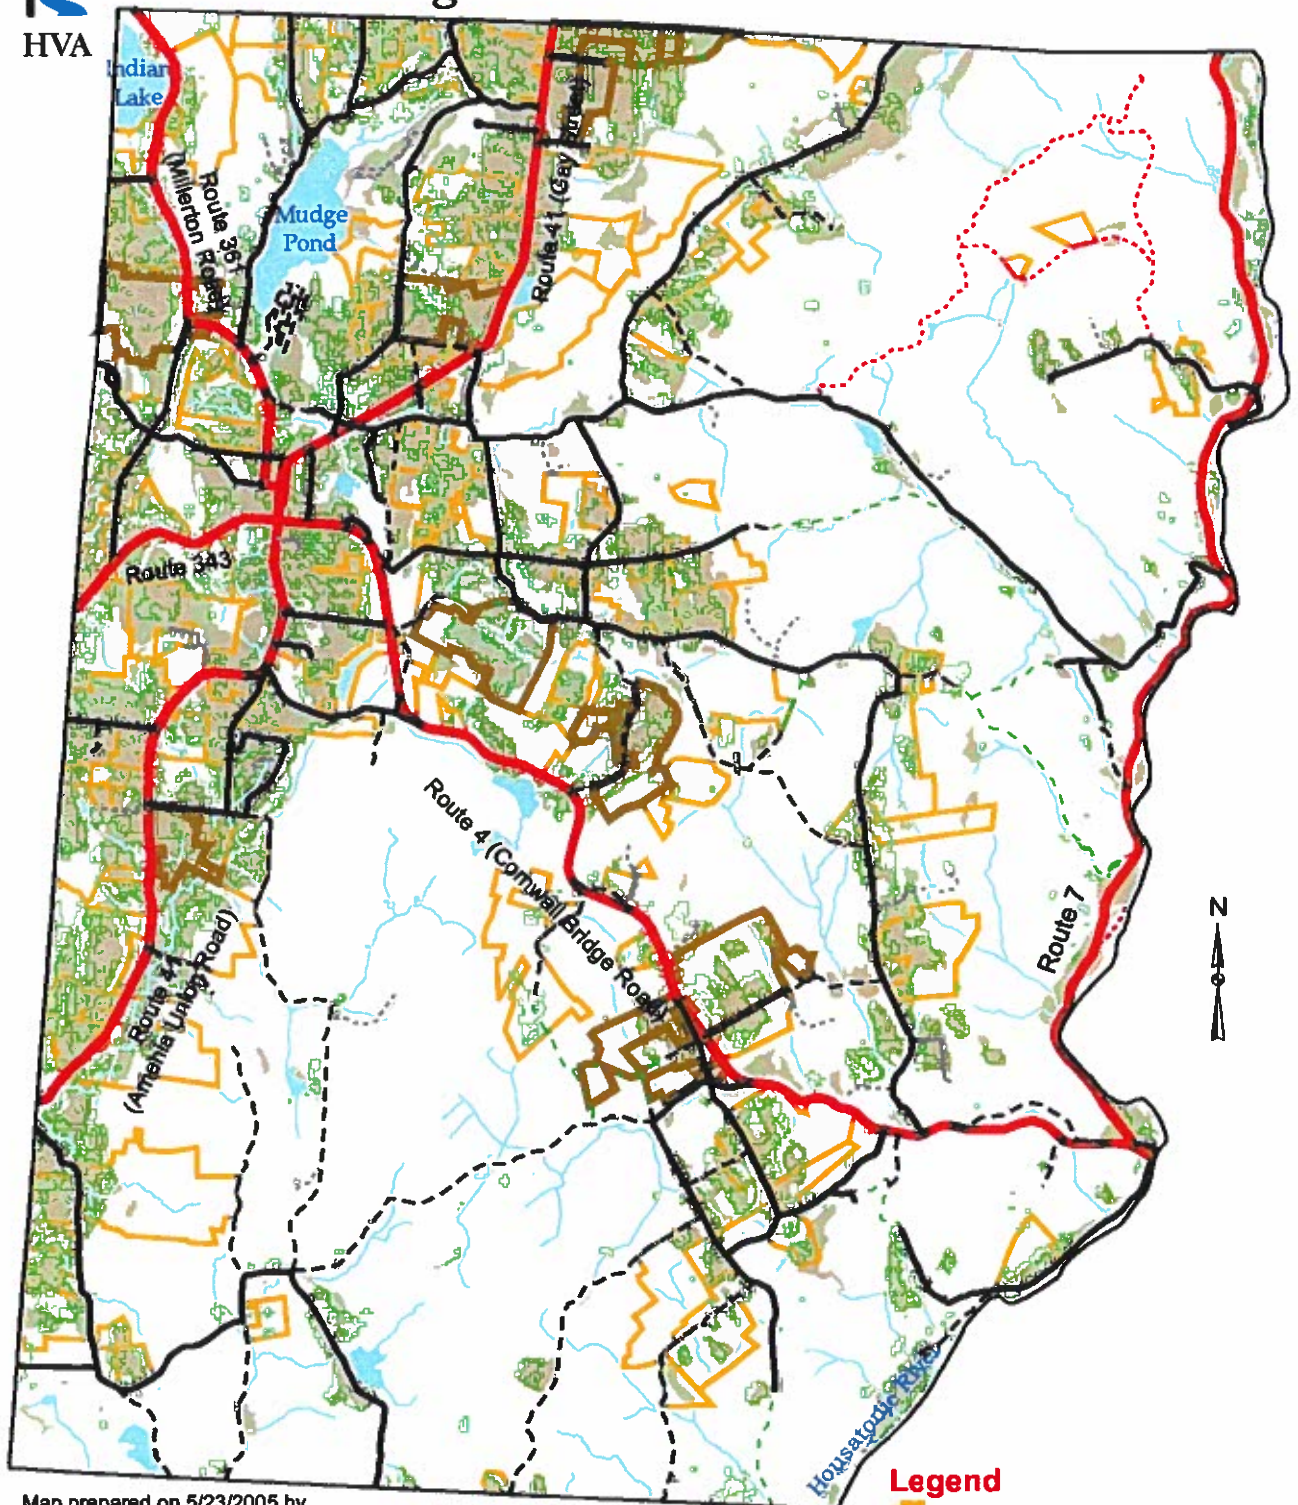 HVA
Indian
Lake
Route 361
(Millerton Road)
Mudge
Pond
Route 41 (Gay Street)
Route 343
Route 4 (Cornwall Bridge Road)
Route 7
N
Route 41
(Amenia Union Road)
Housatonic River
Legend
Map prepared on 5/23/2005 by